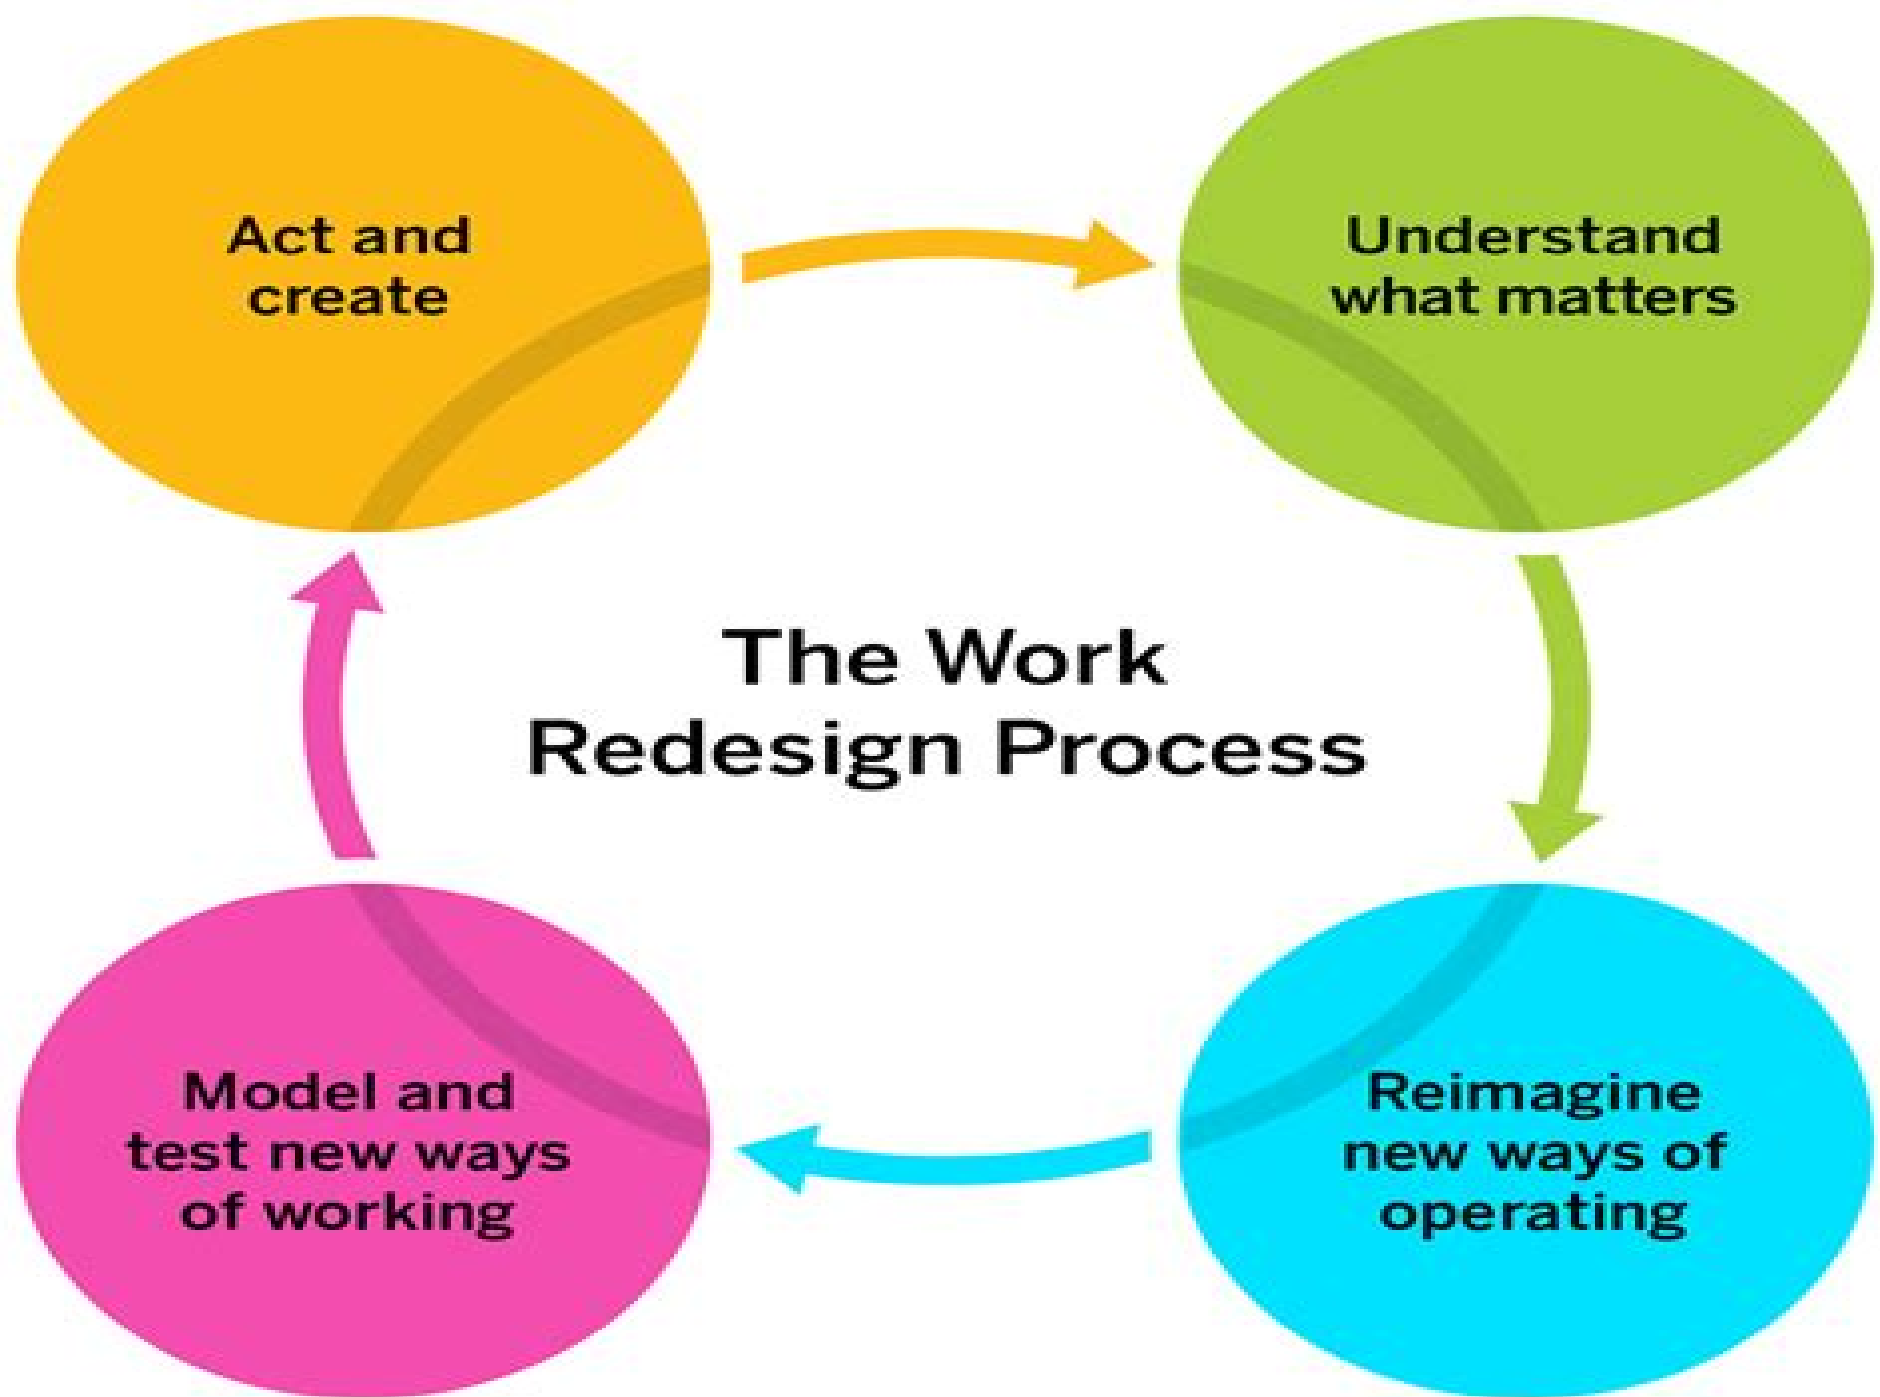 Act and
create
Understand
what matters
The Work
Redesign Process
Model and
test new ways
of working
Reimagine
new ways of
operating